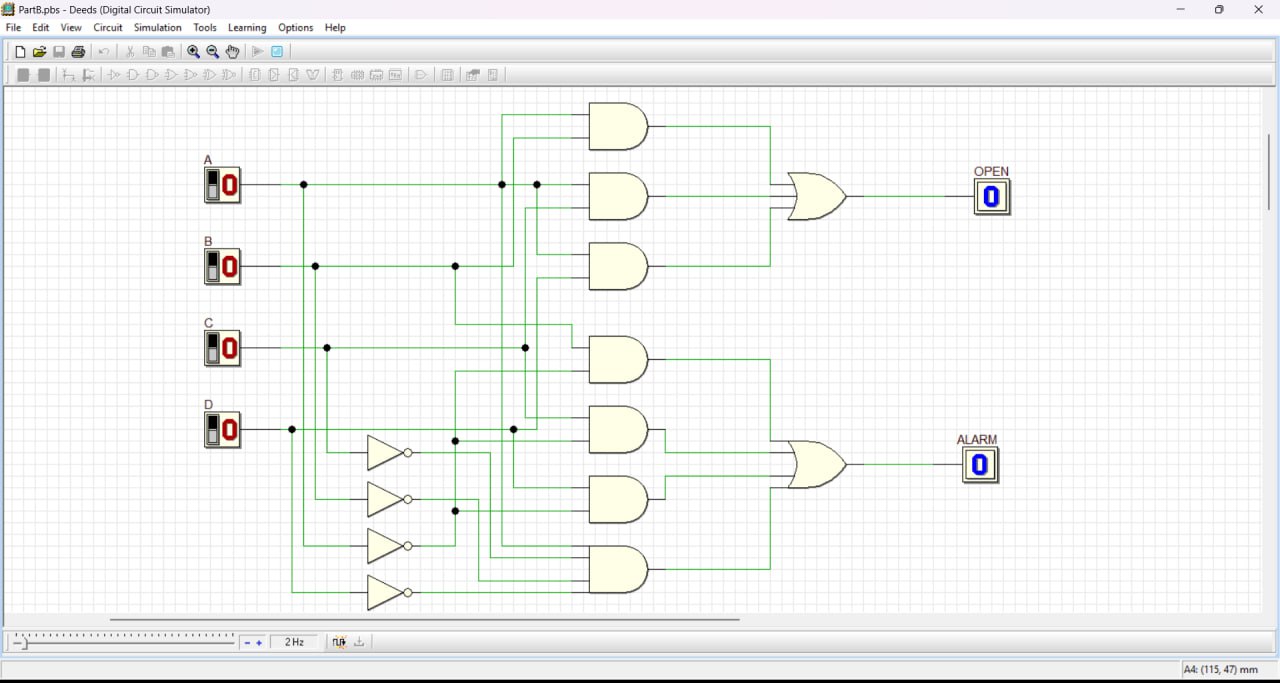 PartB.pbs - Deeds (Digital Circuit Simulator)
File Edit View Circuit Simulation Tools Learning Options Help
A
0
OPEN
0
B
0
C
0
D
0
ALARM
0
2 Hz
A4: (115, 47) mm